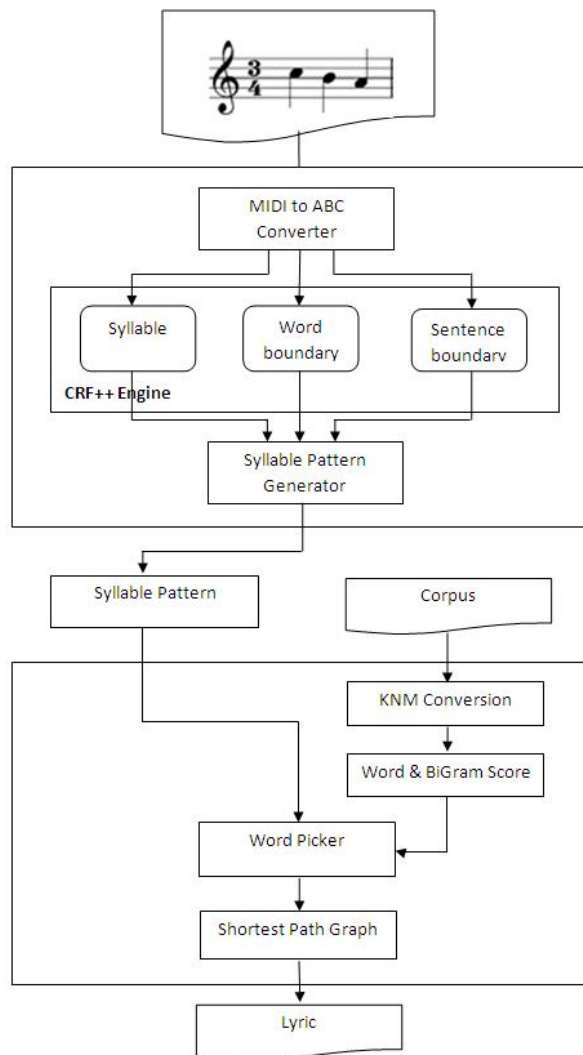 3
4
MIDI to ABC
Converter
Syllable
Word
boundary
Sentence
boundary
CRF++ Engine
Syllable Pattern
Generator
Syllable Pattern
Corpus
KNM Conversion
Word & BiGram Score
Word Picker
Shortest Path Graph
Lyric